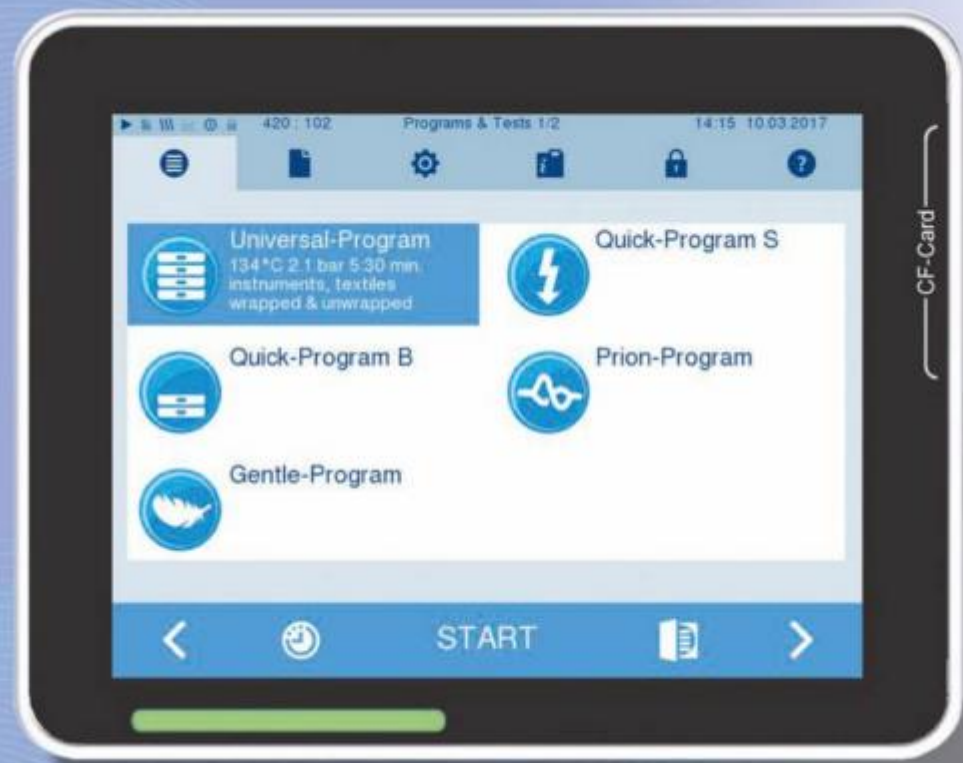 420 : 102 Programs & Tests 1/2 14:15 10.03.2017
Universal-Program
134°C 2.1 bar 5:30 min.
instruments, textiles
wrapped & unwrapped
Quick-Program S
Quick-Program B
Prion-Program
Gentle-Program
START
CF-Card